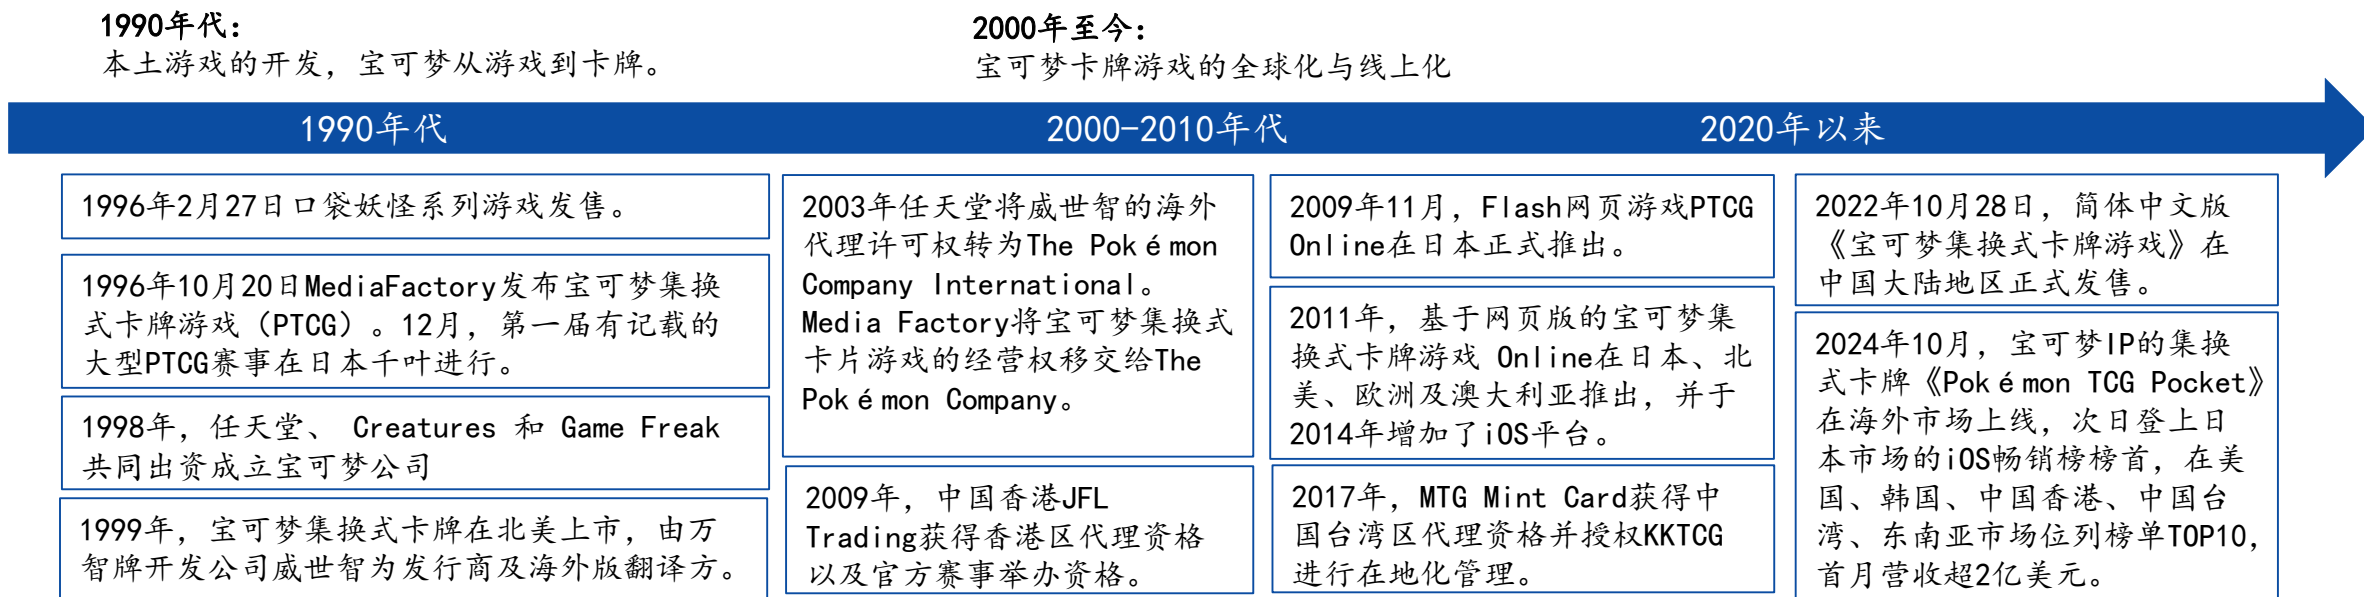 1990年代：
本土游戏的开发，宝可梦从游戏到卡牌。
2000年至今：
宝可梦卡牌游戏的全球化与线上化
1990年代
2000-2010年代
2020年以来
1996年2月27日口袋妖怪系列游戏发售。
1996年10月20日MediaFactory发布宝可梦集换
式卡牌游戏（PTCG）。12月，第一届有记载的
大型PTCG赛事在日本千叶进行。
1998年，任天堂、 Creatures 和 Game Freak
共同出资成立宝可梦公司
1999年，宝可梦集换式卡牌在北美上市，由万
智牌开发公司威世智为发行商及海外版翻译方。
2003年任天堂将威世智的海外
代理许可权转为The Pokémon
Company International。
Media Factory将宝可梦集换式
卡片游戏的经营权移交给The
Pokémon Company。
2009年，中国香港JFL
Trading获得香港区代理资格
以及官方赛事举办资格。
2009年11月，Flash网页游戏PTCG
Online在日本正式推出。
2011年，基于网页版的宝可梦集
换式卡牌游戏 Online在日本、北
美、欧洲及澳大利亚推出，并于
2014年增加了iOS平台。
2017年，MTG Mint Card获得中
国台湾区代理资格并授权KKTCG
进行在地化管理。
2022年10月28日，简体中文版
《宝可梦集换式卡牌游戏》在
中国大陆地区正式发售。
2024年10月，宝可梦IP的集换
式卡牌《Pokémon TCG Pocket》
在海外市场上线，次日登上日
本市场的iOS畅销榜榜首，在美
国、韩国、中国香港、中国台
湾、东南亚市场位列榜单TOP10，
首月营收超2亿美元。